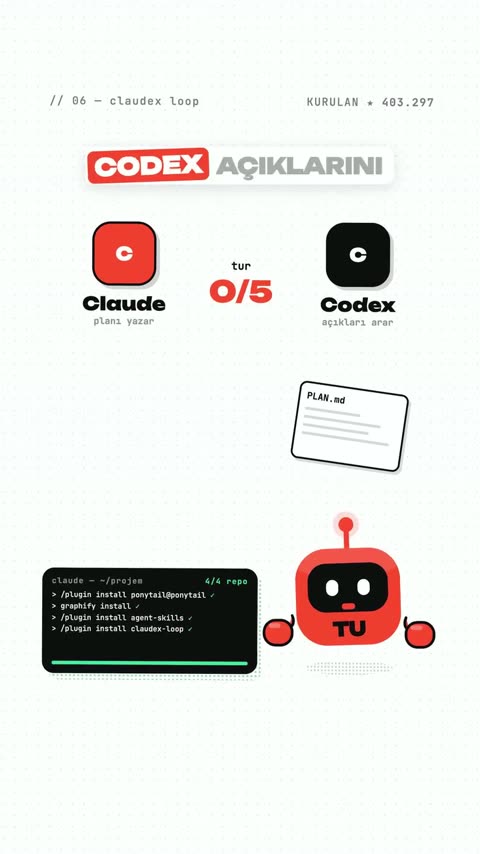 // 06 — claudex loop
KURULAN ★ 403.297
CODEX AÇIKLARINI
C
C
tur
0/5
Claude
planı yazar
Codex
açıkları arar
PLAN.md
claude — ~/projem
4/4 repo
> /plugin install ponytail@ponytail ✓
> graphify install ✓
> /plugin install agent-skills ✓
> /plugin install claudex-loop ✓
TU